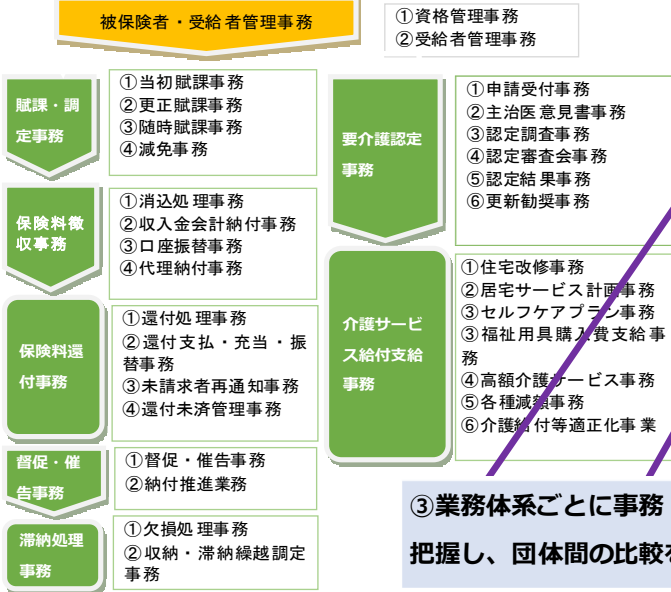 被保険者・受給者管理事務
①資格管理事務
②受給者管理事務
賦課・調
定事務
①当初賦課事務
②更正賦課事務
③随時賦課事務
④減免事務
保険料徴
収事務
①消込処理事務
②収入金会計納付事務
③口座振替事務
④代理納付事務
保険料還
付事務
①還付処理事務
②還付支払・充当・振
替事務
③未請求者再通知事務
④還付未済管理事務
督促・催
告事務
①督促・催告事務
②納付推進業務
滞納処理
事務
①欠損処理事務
②収納・滞納繰越調定
事務
要介護認定
事務
①申請受付事務
②主治医意見書事務
③認定調査事務
④認定審査会事務
⑤認定結果事務
⑥更新勧奨事務
介護サービ
ス給付支給
事務
①住宅改修事務
②居宅サービス計画事務
③セルフケアプラン事務
③福祉用具購入費支給事
務
④高額介護サービス事務
⑤各種減額事務
⑥介護給付等適正化事業
③業務体系ごとに事務
把握し、団体間の比較を